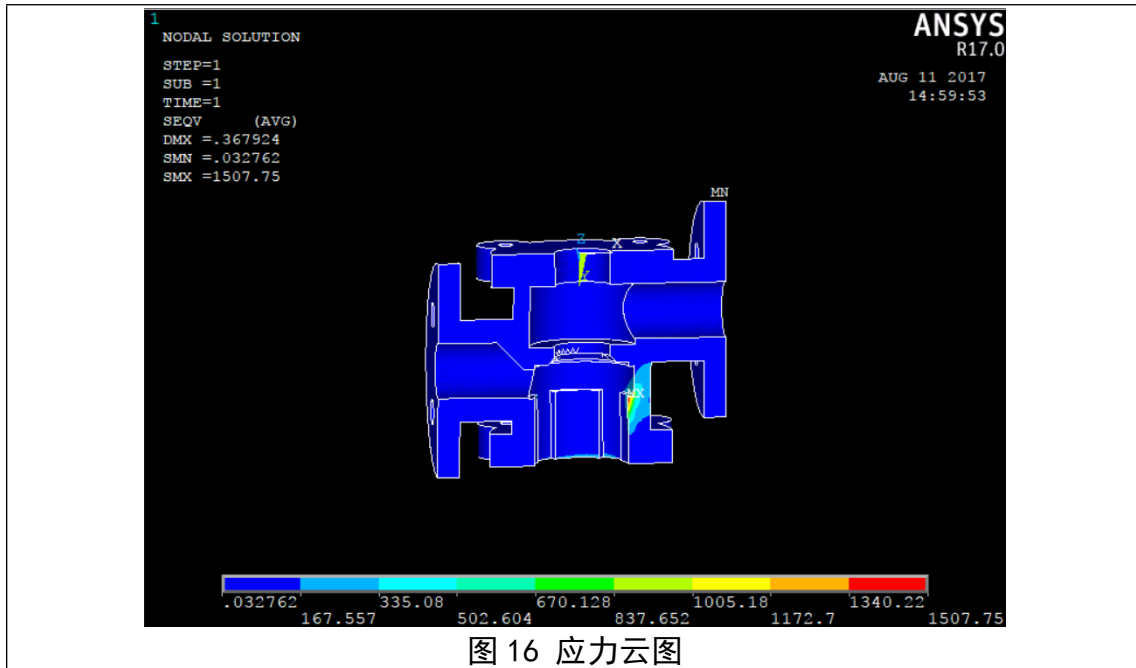 1
NODAL SOLUTION
ANSYS
R17.0
STEP=1
SUB =1
TIME=1
SEQV (AVG)
DMX =.367924
SMN =.032762
SMX =1507.75
AUG 11 2017
14:59:53
MN
Z
X
Y
MX
.032762 335.08 670.128 1005.18 1340.22
167.557 502.604 837.652 1172.7 1507.75
图 16 应力云图